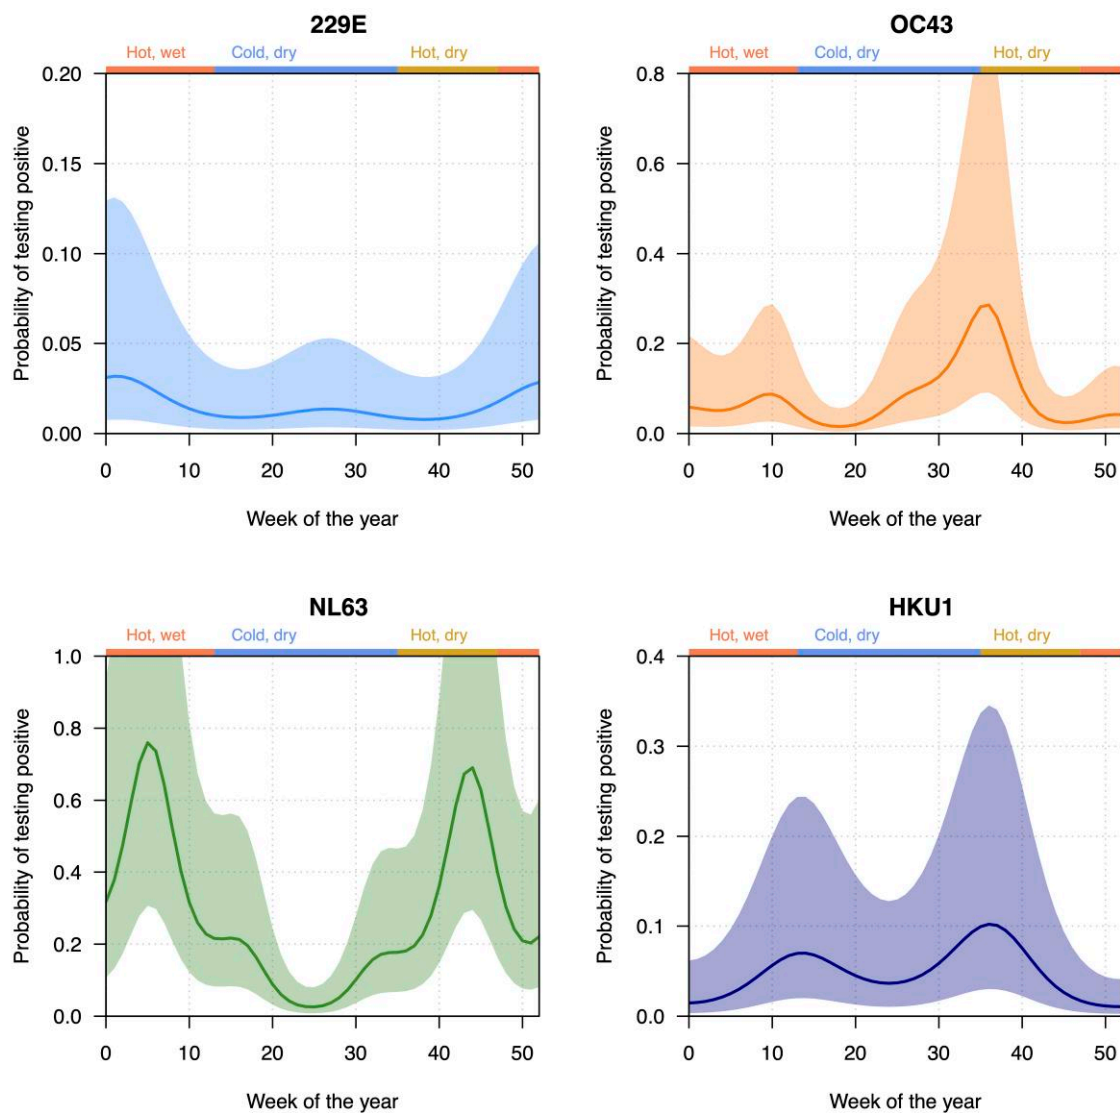 229E
Hot, wet Cold, dry Hot, dry
Probability of testing positive
0.20
0.15
0.10
0.05
0.00
0 10 20 30 40 50
Week of the year
OC43
Hot, wet Cold, dry Hot, dry
Probability of testing positive
0.8
0.6
0.4
0.2
0.0
0 10 20 30 40 50
Week of the year
NL63
Hot, wet Cold, dry Hot, dry
Probability of testing positive
1.0
0.8
0.6
0.4
0.2
0.0
0 10 20 30 40 50
Week of the year
HKU1
Hot, wet Cold, dry Hot, dry
Probability of testing positive
0.4
0.3
0.2
0.1
0.0
0 10 20 30 40 50
Week of the year